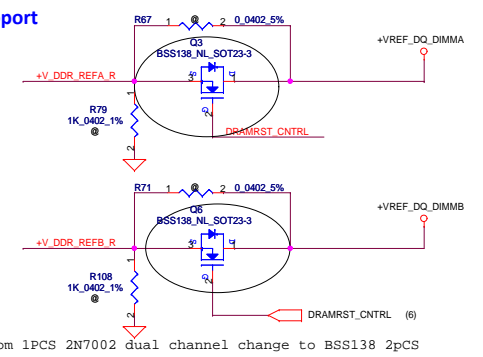 port
R67 1 @ 2 0_0402_5%
Q3
BSS138_NL_SOT23-3
+VREF_DQ_DIMMA
+V_DDR_REFA_R
3 S D 1
G 2
R79
1K_0402_1%
@
1
2
DRAMRST_CNTRL
R71 1 @ 2 0_0402_5%
Q6
BSS138_NL_SOT23-3
+VREF_DQ_DIMMB
+V_DDR_REFB_R
3 S D 1
G 2
R108
1K_0402_1%
@
1
2
DRAMRST_CNTRL (6)
om 1PCS 2N7002 dual channel change to BSS138 2pCS